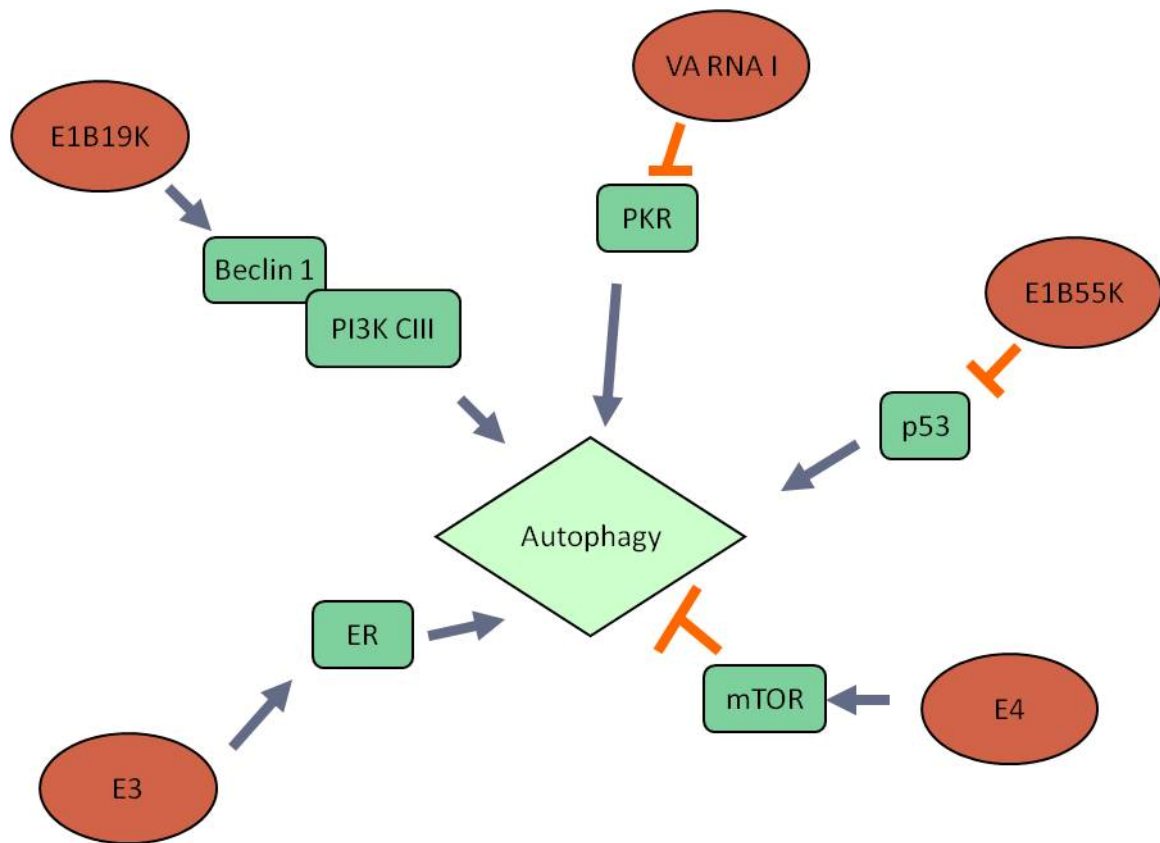 VA RNA I
E1B19K
PKR
Beclin 1
E1B55K
PI3K CIII
p53
Autophagy
ER
mTOR
E4
E3